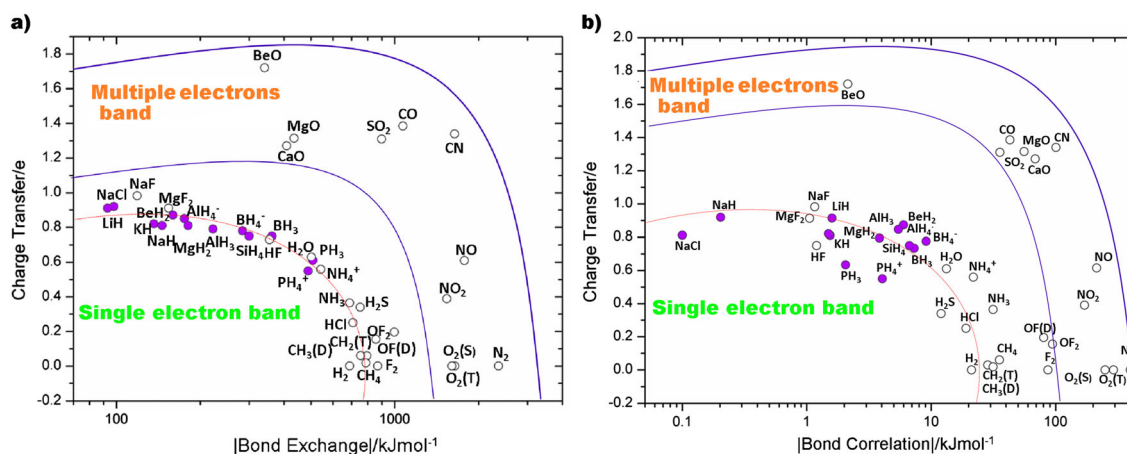 a)
b)
Charge Transfer/e
1.8
1.6
1.4
1.2
1.0
0.8
0.6
0.4
0.2
0.0
-0.2
100
1000
|Bond Exchange|/kJmol-1
Multiple electrons
band
Single electron band
BeO
MgO
CaO
SO2
CO
CN
NaCl
NaF
MgF2
LiH
BeH2
AlH4-
KH
NaH
MgH2
AlH3
BH4-
BH3
SiH4
HF
H2O
PH3
PH4+
NH4+
NO
NO2
NH3
H2S
HCl
OF2
CH2(T)
OF(D)
CH3(D)
H2
CH4
F2
O2(S)
O2(T)
N2
Charge Transfer/e
2.0
1.8
1.6
1.4
1.2
1.0
0.8
0.6
0.4
0.2
0.0
-0.2
0.1
1
10
100
|Bond Correlation|/kJmol-1
Multiple electrons
band
Single electron band
BeO
CO
MgO
CN
SO2
CaO
NaH
NaF
LiH
MgF2
NaCl
HF
KH
AlH3
BeH2
AlH4
MgH2
BH4-
SiH4
BH3
PH3
PH4+
H2O
NH4+
NO
NO2
H2S
NH3
HCl
OF(D)
OF2
CH4
H2
F2
CH2(T)
CH3(D)
O2(S)
O2(T)
N